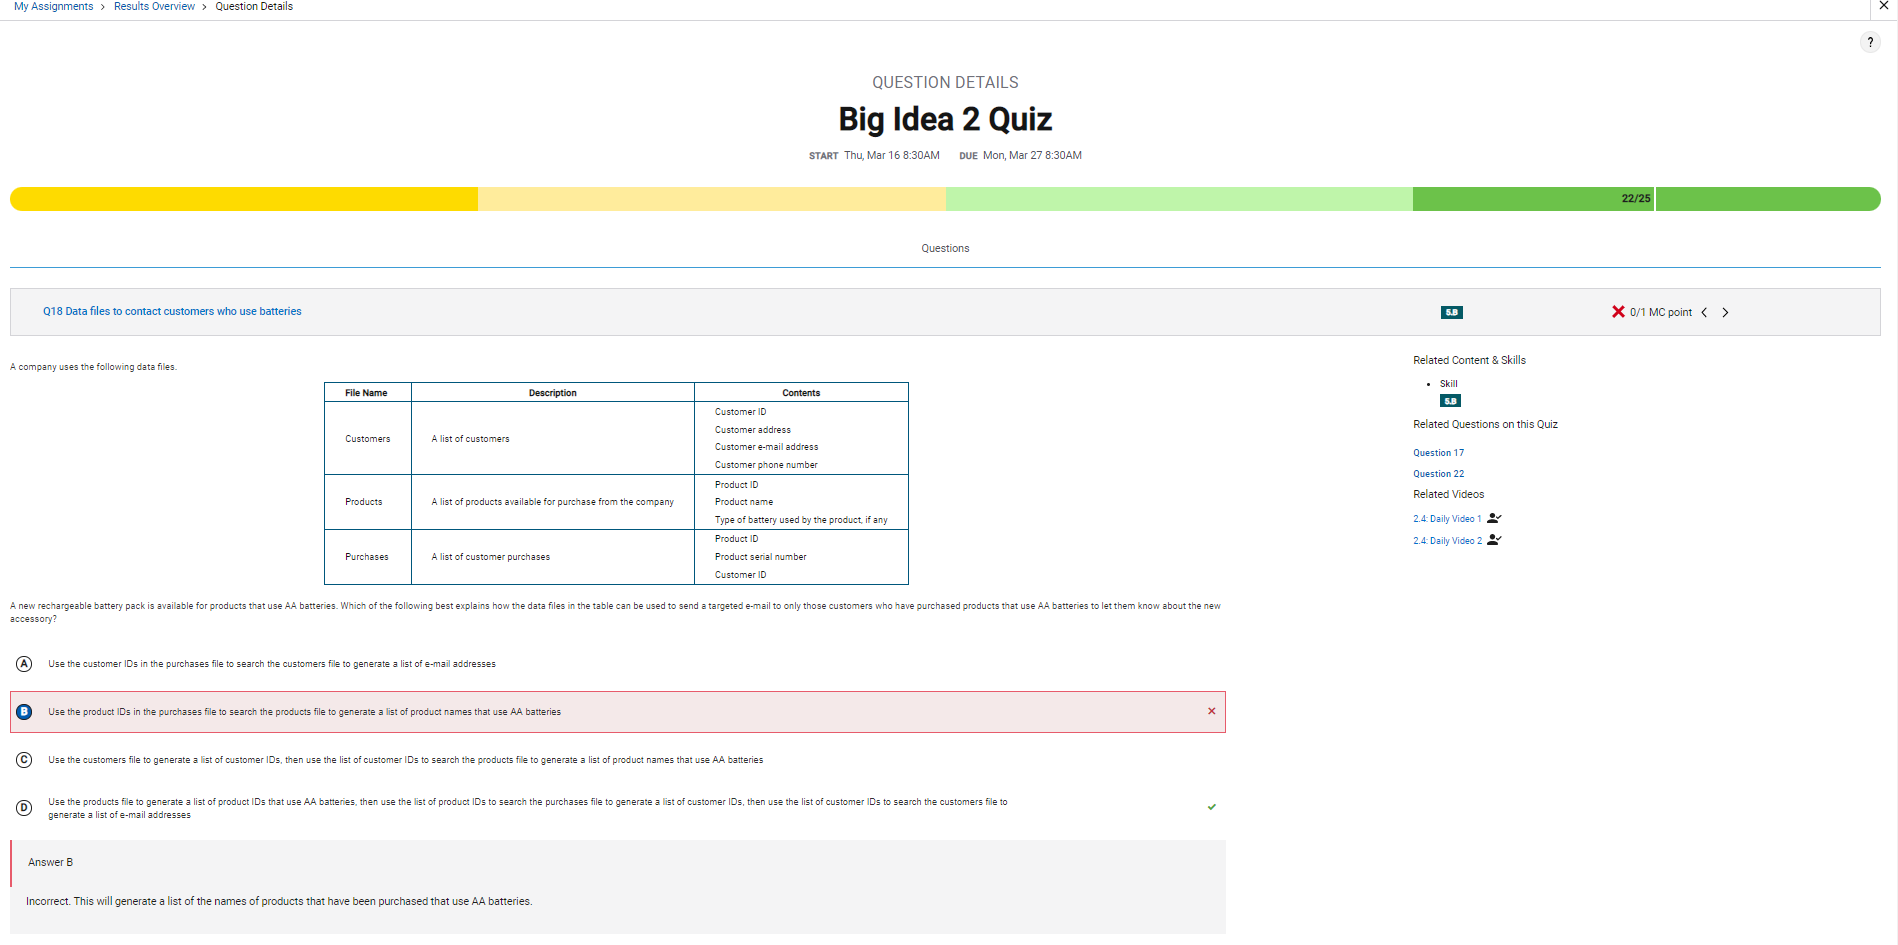 My Assignments > Results Overview > Question Details
?
QUESTION DETAILS
Big Idea 2 Quiz
START Thu, Mar 16 8:30AM DUE Mon, Mar 27 8:30AM
22/25
Questions
Q18 Data files to contact customers who use batteries 5.B 0/1 MC point < >
A company uses the following data files.
File Name Description Contents
Customers A list of customers
Customer ID
Customer address
Customer e-mail address
Customer phone number
Products A list of products available for purchase from the company
Product ID
Product name
Type of battery used by the product, if any
Purchases A list of customer purchases
Product ID
Product serial number
Customer ID
A new rechargeable battery pack is available for products that use AA batteries. Which of the following best explains how the data files in the table can be used to send a targeted e-mail to only those customers who have purchased products that use AA batteries to let them know about the new
accessory?
A Use the customer IDs in the purchases file to search the customers file to generate a list of e-mail addresses
B Use the product IDs in the purchases file to search the products file to generate a list of product names that use AA batteries
C Use the customers file to generate a list of customer IDs, then use the list of customer IDs to search the products file to generate a list of product names that use AA batteries
D Use the products file to generate a list of product IDs that use AA batteries, then use the list of product IDs to search the purchases file to generate a list of customer IDs, then use the list of customer IDs to search the customers file to
generate a list of e-mail addresses
Answer B
Incorrect. This will generate a list of the names of products that have been purchased that use AA batteries.
Related Content & Skills
• Skill
5.B
Related Questions on this Quiz
Question 17
Question 22
Related Videos
2.4: Daily Video 1
2.4: Daily Video 2